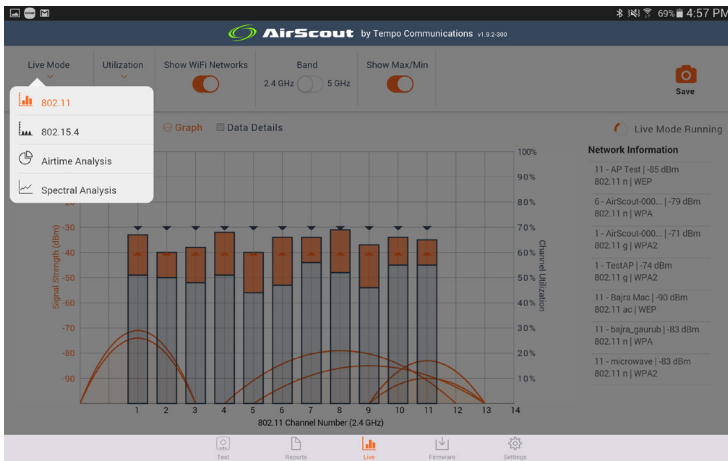 69% 4:57 PM
AirScout by Tempo Communications v1.9.2-300
Live Mode Utilization Show WiFi Networks Band Show Max/Min
2.4 GHz 5 GHz
Save
802.11
802.15.4
Airtime Analysis
Spectral Analysis
Graph Data Details
Live Mode Running
Network Information
11 - AP Test | -85 dBm
802.11 n | WEP
6 - AirScout-000... | -79 dBm
802.11 n | WPA
1 - AirScout-000... | -71 dBm
802.11 g | WPA2
1 - TestAP | -74 dBm
802.11 g | WPA2
11 - Bajra Mac | -90 dBm
802.11 ac | WEP
11 - bajra_gaurub | -83 dBm
802.11 n | WPA
11 - microwave | -83 dBm
802.11 n | WPA2
Signal Strength (dBm)
-20
-30
-40
-50
-60
-70
-80
-90
100%
90%
80%
70%
60%
50%
40%
30%
20%
10%
Channel Utilization
1 2 3 4 5 6 7 8 9 10 11 12 13 14
802.11 Channel Number (2.4 GHz)
Test Reports Live Firmware Settings